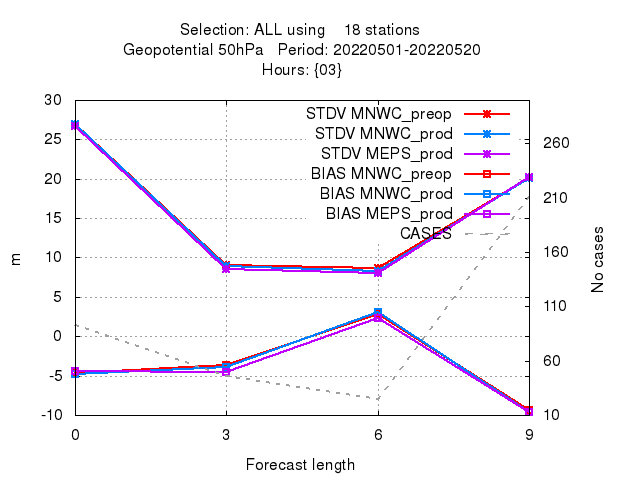 Selection: ALL using    18 stations
Geopotential 50hPa   Period: 20220501-20220520
Hours: {03}
30
25
20
15
10
5
0
-5
-10
m
STDV MNWC_preop
STDV MNWC_prod
STDV MEPS_prod
BIAS MNWC_preop
BIAS MNWC_prod
BIAS MEPS_prod
CASES
260
210
160
110
60
10
No cases
0 3 6 9
Forecast length